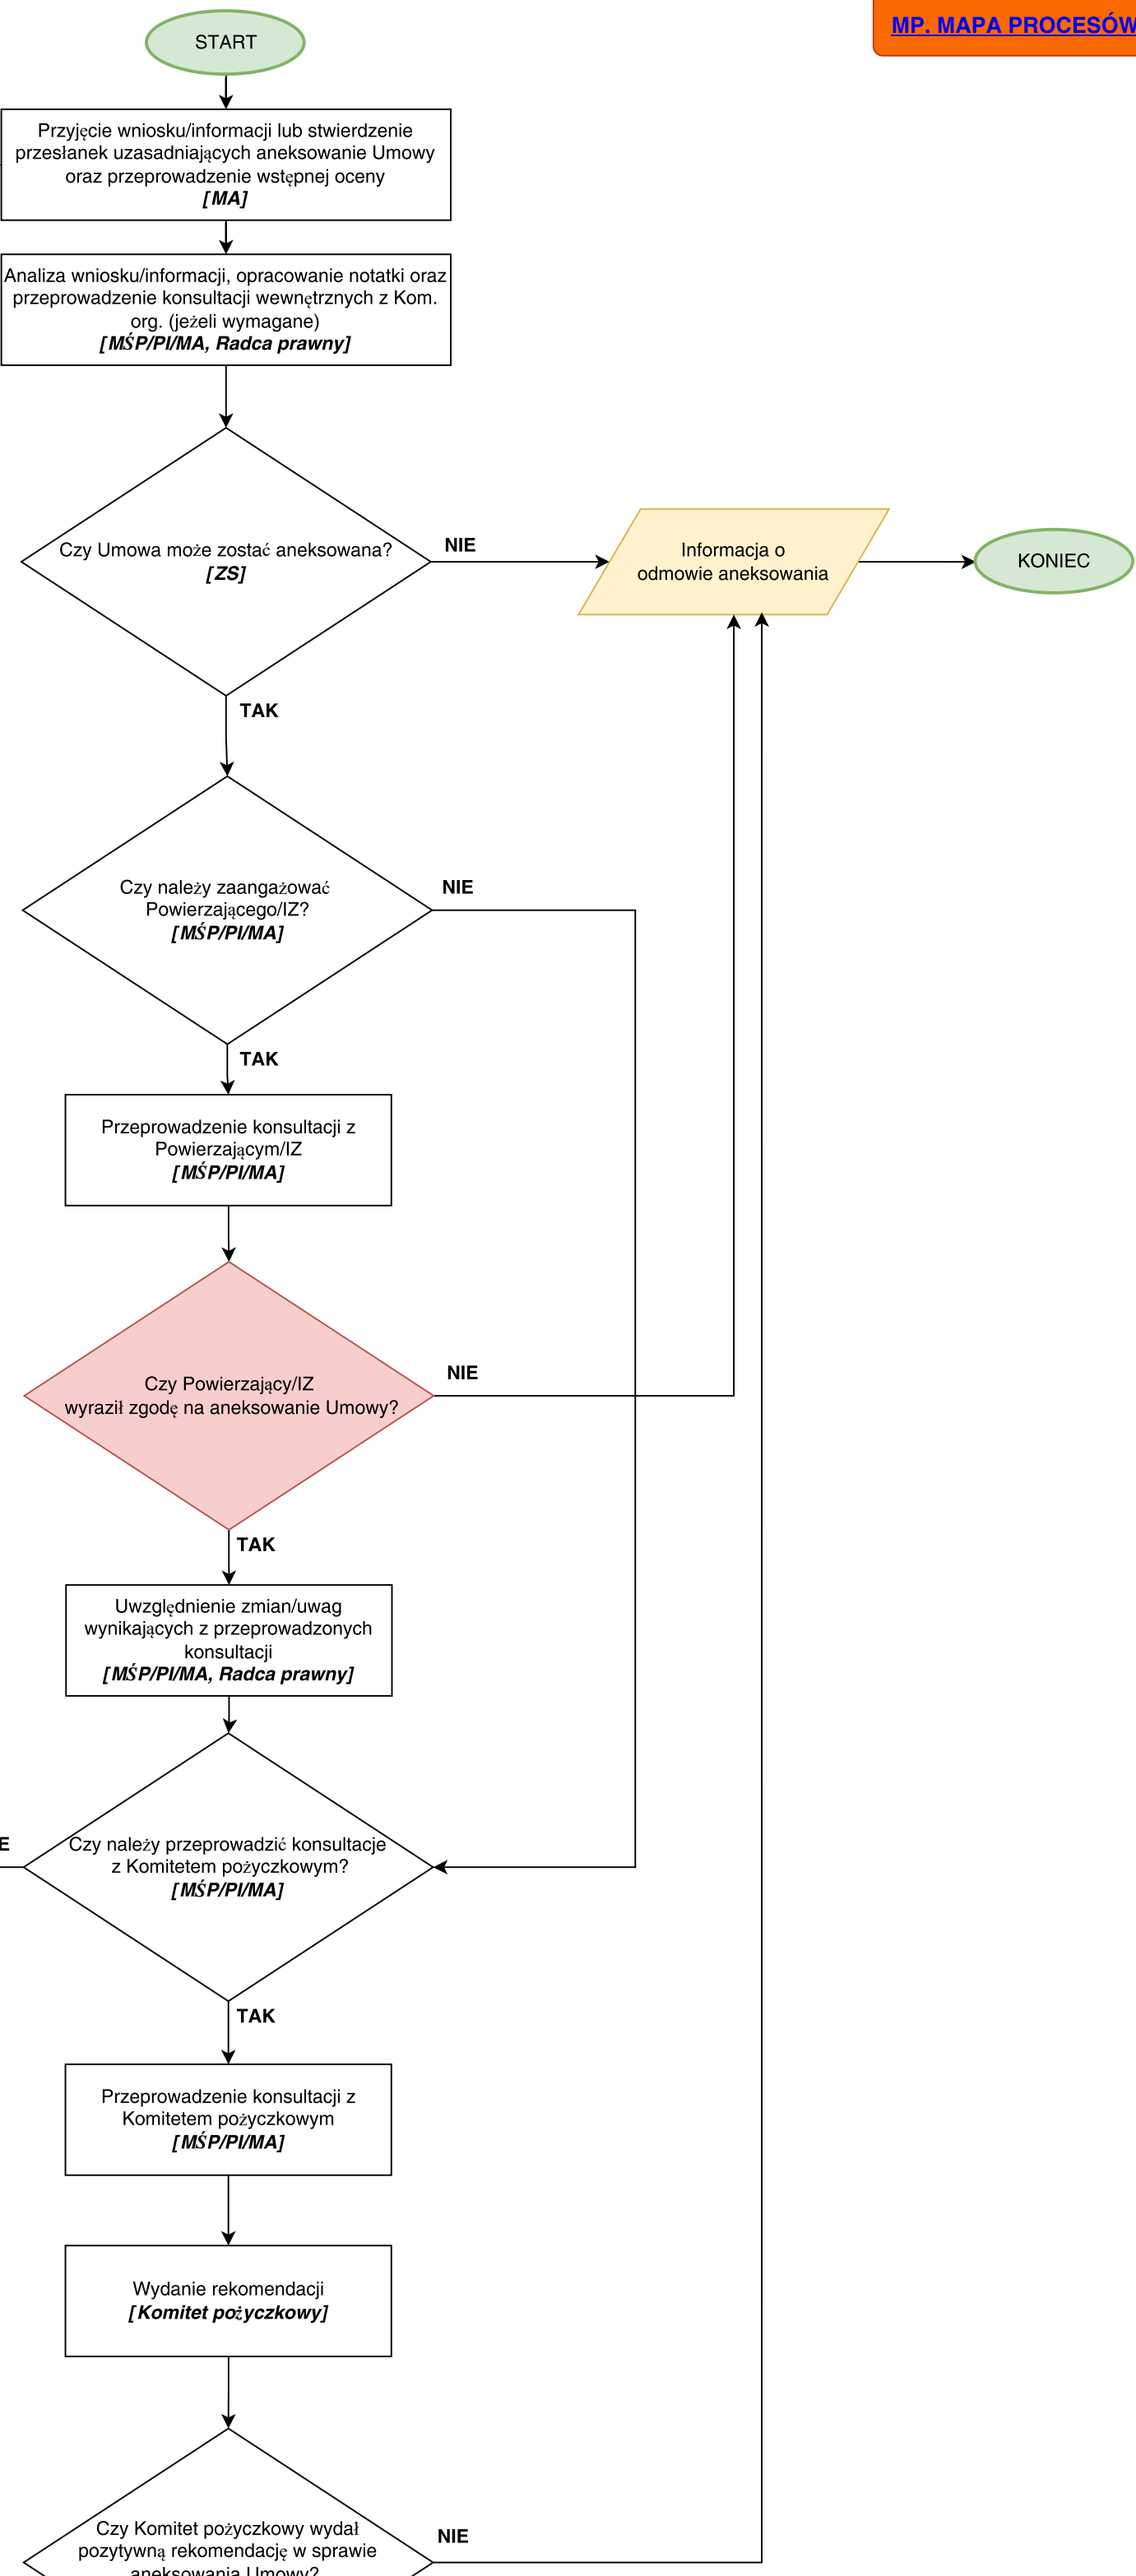 START
MP. MAPA PROCESÓW
Przyjęcie wniosku/informacji lub stwierdzenie
przesłanek uzasadniających aneksowanie Umowy
oraz przeprowadzenie wstępnej oceny
[MA]
Analiza wniosku/informacji, opracowanie notatki oraz
przeprowadzenie konsultacji wewnętrznych z Kom.
org. (jeżeli wymagane)
[MŚP/PI/MA, Radca prawny]
Czy Umowa może zostać aneksowana?
[ZS]
NIE
Informacja o
odmowie aneksowania
KONIEC
TAK
Czy należy zaangażować
Powierzającego/IZ?
[MŚP/PI/MA]
NIE
TAK
Przeprowadzenie konsultacji z
Powierzającym/IZ
[MŚP/PI/MA]
Czy Powierzający/IZ
wyraził zgodę na aneksowanie Umowy?
NIE
TAK
Uwzględnienie zmian/uwag
wynikających z przeprowadzonych
konsultacji
[MŚP/PI/MA, Radca prawny]
E
Czy należy przeprowadzić konsultacje
z Komitetem pożyczkowym?
[MŚP/PI/MA]
TAK
Przeprowadzenie konsultacji z
Komitetem pożyczkowym
[MŚP/PI/MA]
Wydanie rekomendacji
[Komitet pożyczkowy]
Czy Komitet pożyczkowy wydał
pozytywną rekomendację w sprawie
aneksowania Umowy?
NIE